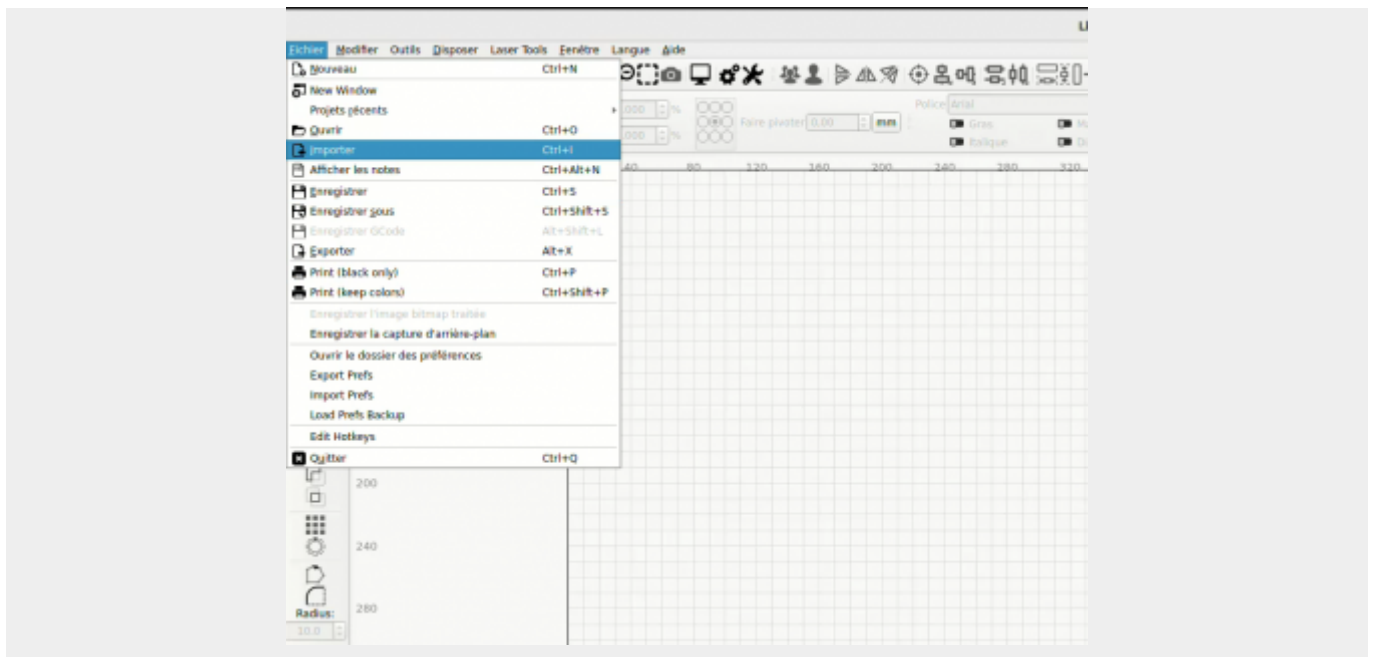 Fichier Modifier Outils Disposer Laser Tools Fenêtre Langue Aide
Nouveau Ctrl+N
New Window
Projets récents
Ouvrir Ctrl+O
Importer Ctrl+I
Afficher les notes Ctrl+Alt+N
Enregistrer Ctrl+S
Enregistrer sous Ctrl+Shift+S
Enregistrer GCode Alt+Shift+L
Exporter Alt+X
Print (black only) Ctrl+P
Print (keep colors) Ctrl+Shift+P
Enregistrer l'image bitmap traitée
Enregistrer la capture d'arrière-plan
Ouvrir le dossier des préférences
Export Prefs
Import Prefs
Load Prefs Backup
Edit Hotkeys
Quitter Ctrl+Q
.000 %
.000 %
Faire pivoter 0,00 mm
Police Arial
Gras
Italique
40 80 120 160 200 240 280 320
200
240
280
Radius:
10.0